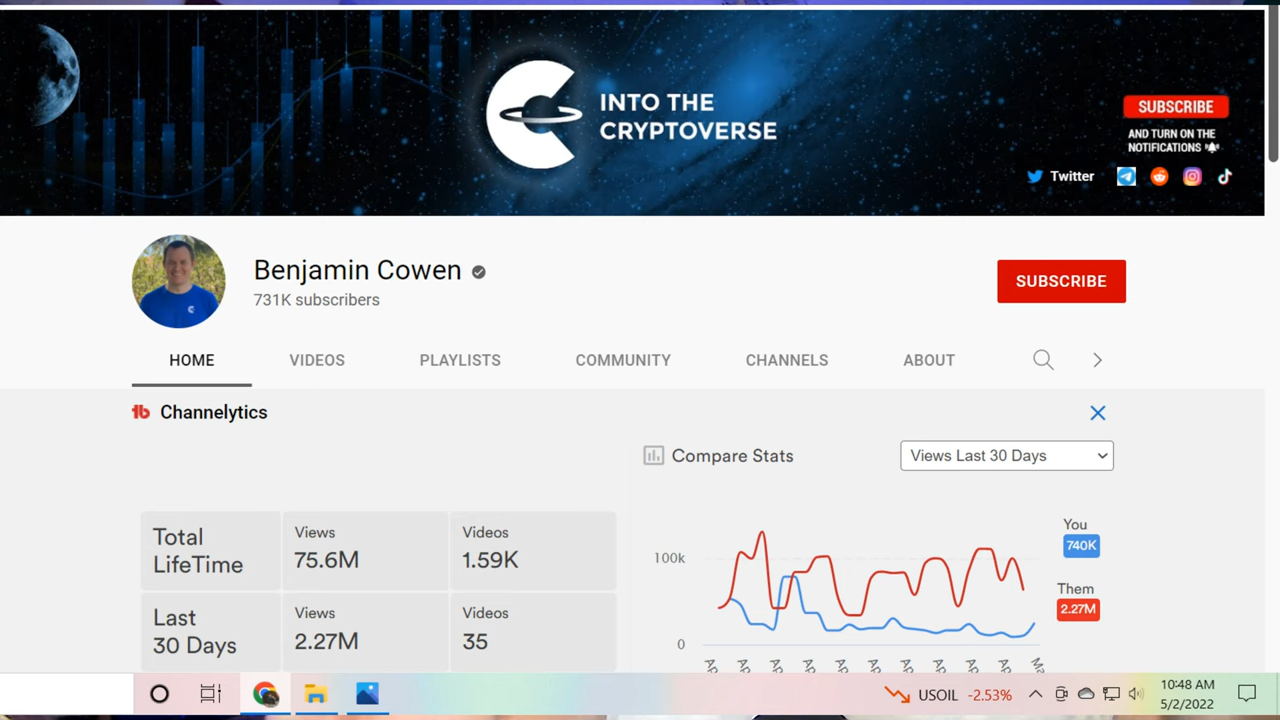 INTO THE
CRYPTOVERSE
SUBSCRIBE
AND TURN ON THE
NOTIFICATIONS
Twitter
Benjamin Cowen
731K subscribers
SUBSCRIBE
HOME VIDEOS PLAYLISTS COMMUNITY CHANNELS ABOUT
tb Channelytics
Compare Stats
Views Last 30 Days
Total
LifeTime
Views
75.6M
Videos
1.59K
Last
30 Days
Views
2.27M
Videos
35
100k
0
You
740K
Them
2.27M
USOIL -2.53%
10:48 AM
5/2/2022